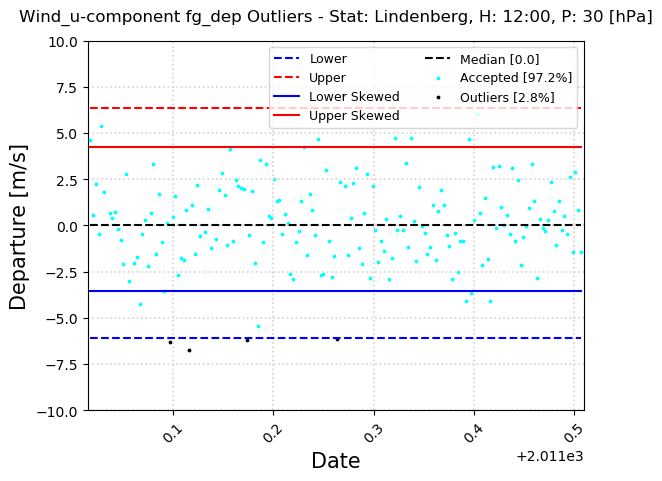 Wind_u-component fg_dep Outliers - Stat: Lindenberg, H: 12:00, P: 30 [hPa]
Departure [m/s]
10.0
7.5
5.0
2.5
0.0
−2.5
−5.0
−7.5
−10.0
Lower
Upper
Lower Skewed
Upper Skewed
Median [0.0]
Accepted [97.2%]
Outliers [2.8%]
0.1
0.2
0.3
0.4
0.5
+2.011e3
Date